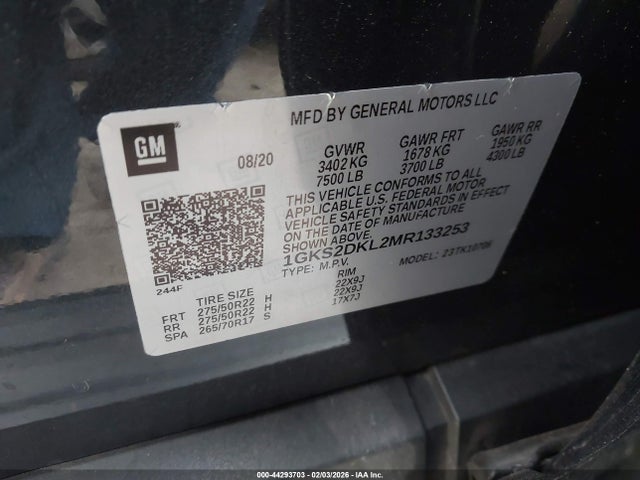 MFD BY GENERAL MOTORS LLC
GM
08/20
GVWR GAWR FRT GAWR RR
3402 KG 1678 KG 1950 KG
7500 LB 3700 LB 4300 LB
THIS VEHICLE CONFORMS TO ALL
APPLICABLE U.S. FEDERAL MOTOR
VEHICLE SAFETY STANDARDS IN EFFECT
ON THE DATE OF MANUFACTURE
SHOWN ABOVE.
1GKS2DKL2MR133253
TYPE: M.P.V. MODEL: 23TK10706
244F
TIRE SIZE RIM
FRT 275/50R22 H 22X9J
RR 275/50R22 H 22X9J
SPA 265/70R17 S 17X7J
000-44293703 - 02/03/2026 - IAA Inc.